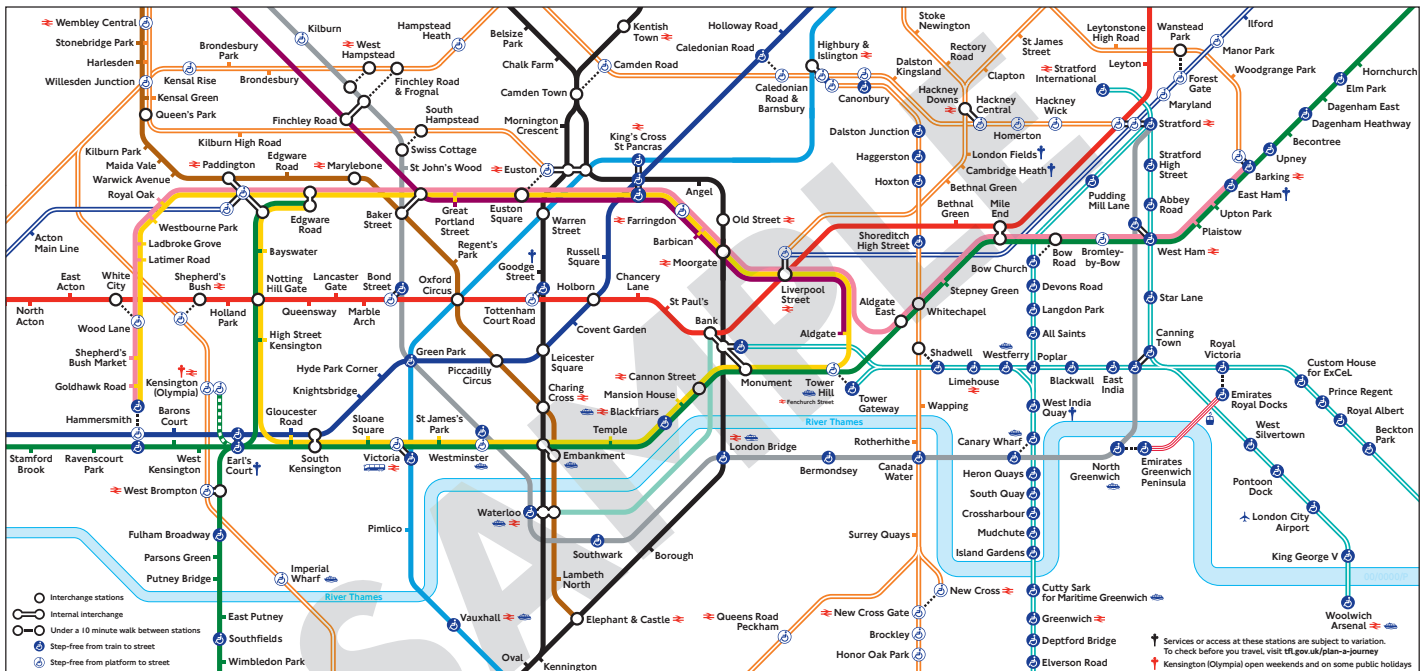 Wembley Central
Stonebridge Park
Harlesden
Willesden Junction
Kensal Green
Queen's Park
Kilburn Park
Maida Vale
Warwick Avenue
Royal Oak
Paddington
Edgware
Road
Marylebone
Kensal Rise
Brondesbury
Park
Brondesbury
Kilburn
West
Hampstead
Finchley Road
& Frognal
Hampstead
Heath
Finchley Road
South
Hampstead
Kilburn High Road
Swiss Cottage
St John's Wood
Belsize
Park
Chalk Farm
Camden Town
Mornington
Crescent
Kentish
Town
Camden Road
Euston
King's Cross
St Pancras
Holloway Road
Caledonian Road
Caledonian
Road &
Barnsbury
Highbury &
Islington
Canonbury
Stoke
Newington
Rectory
Road
St James
Street
Dalston
Kingsland
Clapton
Hackney
Downs
Hackney
Central
Homerton
Hackney
Wick
Leytonstone
High Road
Leyton
Stratford
International
Wanstead
Park
Ilford
Manor Park
Forest
Gate
Maryland
Woodgrange Park
Stratford
Hornchurch
Elm Park
Dagenham East
Dagenham Heathway
Becontree
Upney
Barking
East Ham
Upton Park
Plaistow
West Ham
Dalston Junction
Haggerston
Hoxton
Shoreditch
High Street
London Fields
Cambridge Heath
Bethnal Green
Bethnal
Green
Mile
End
Pudding
Mill Lane
Stratford
High
Street
Abbey
Road
Star Lane
Canning
Town
Acton
Main Line
Westbourne Park
Ladbroke Grove
Latimer Road
White
City
Shepherd's
Bush
East
Acton
North
Acton
Wood Lane
Shepherd's
Bush Market
Goldhawk Road
Hammersmith
Holland
Park
Notting
Hill Gate
Bayswater
Edgware
Road
Lancaster
Gate
Queensway
Marble
Arch
Bond
Street
Baker
Street
Great
Portland
Street
Regent's
Park
Oxford
Circus
Euston
Square
Warren
Street
Goodge
Street
Tottenham
Court Road
Russell
Square
Holborn
Chancery
Lane
Angel
Old Street
Farringdon
Barbican
Moorgate
Liverpool
Street
St Paul's
Bank
Aldgate
Aldgate
East
Whitechapel
Stepney Green
Bow Church
Bow
Road
Bromley-
by-Bow
Devons Road
Langdon Park
All Saints
Poplar
Blackwall
East
India
Royal
Victoria
Custom House
for ExCeL
Prince Regent
Royal Albert
Beckton
Park
Emirates
Royal Docks
West
Silvertown
Pontoon
Dock
London City
Airport
King George V
Woolwich
Arsenal
Kensington
(Olympia)
High Street
Kensington
Hyde Park Corner
Knightsbridge
Green Park
Piccadilly
Circus
Covent Garden
Leicester
Square
Charing
Cross
Cannon Street
Mansion House
Blackfriars
Temple
Monument
Tower
Hill
Fenchurch Street
Tower
Gateway
Shadwell
Limehouse
Westferry
West India
Quay
Canary Wharf
Heron Quays
South Quay
Crossharbour
Mudchute
Island Gardens
Cutty Sark
for Maritime Greenwich
Greenwich
Deptford Bridge
Elverson Road
North
Greenwich
Emirates
Greenwich
Peninsula
Barons
Court
Gloucester
Road
Sloane
Square
St James's
Park
Stamford
Brook
Ravenscourt
Park
West
Kensington
Earl's
Court
South
Kensington
Victoria
Westminster
Embankment
London Bridge
Bermondsey
Canada
Water
Wapping
Rotherhithe
Surrey Quays
River Thames
West Brompton
Fulham Broadway
Parsons Green
Putney Bridge
East Putney
Southfields
Wimbledon Park
Imperial
Wharf
Pimlico
Vauxhall
Waterloo
Southwark
Lambeth
North
Borough
Elephant & Castle
Oval
Kennington
Queens Road
Peckham
New Cross Gate
New Cross
Brockley
Honor Oak Park
River Thames
SAMPLE
Interchange stations
Internal interchange
Under a 10 minute walk between stations
Step-free from train to street
Step-free from platform to street
† Services or access at these stations are subject to variation.
To check before you travel, visit tfl.gov.uk/plan-a-journey
† Kensington (Olympia) open weekends and on some public holidays